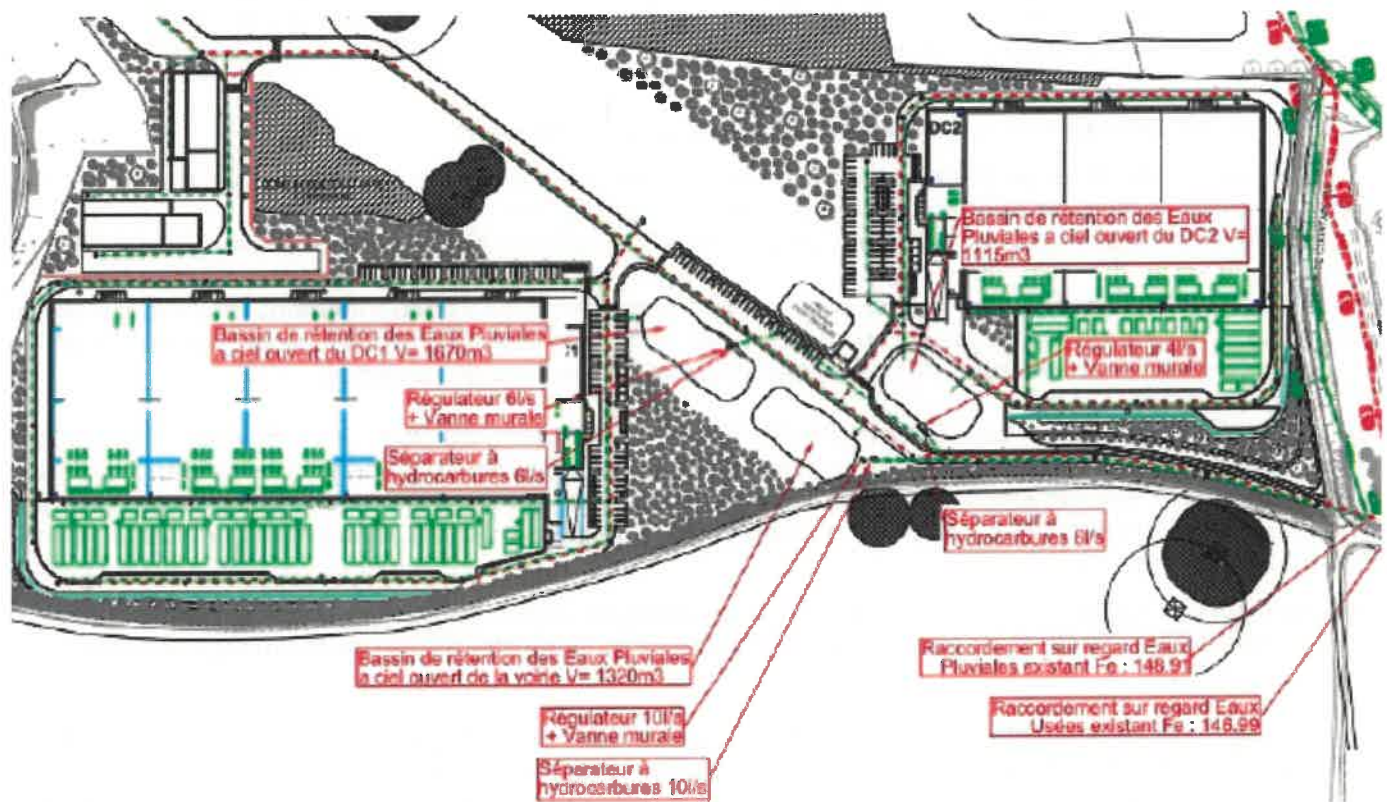 DC2
Bassin de rétention des Eaux
Pluviales a ciel ouvert du DC2 V=
1115m3
Bassin de rétention des Eaux Pluviales
a ciel ouvert du DC1 V= 1670m3
Régulateur 4l/s
+ Vanne murale
Régulateur 6l/s
+ Vanne murale
Séparateur à
hydrocarbures 6l/s
Séparateur à
hydrocarbures 6l/s
Bassin de rétention des Eaux Pluviales
a ciel ouvert de la voirie V= 1320m3
Raccordement sur regard Eaux
Pluviales existant Fe : 148.91
Régulateur 10l/s
+ Vanne murale
Raccordement sur regard Eaux
Usées existant Fe : 146.99
Séparateur à
hydrocarbures 10l/s